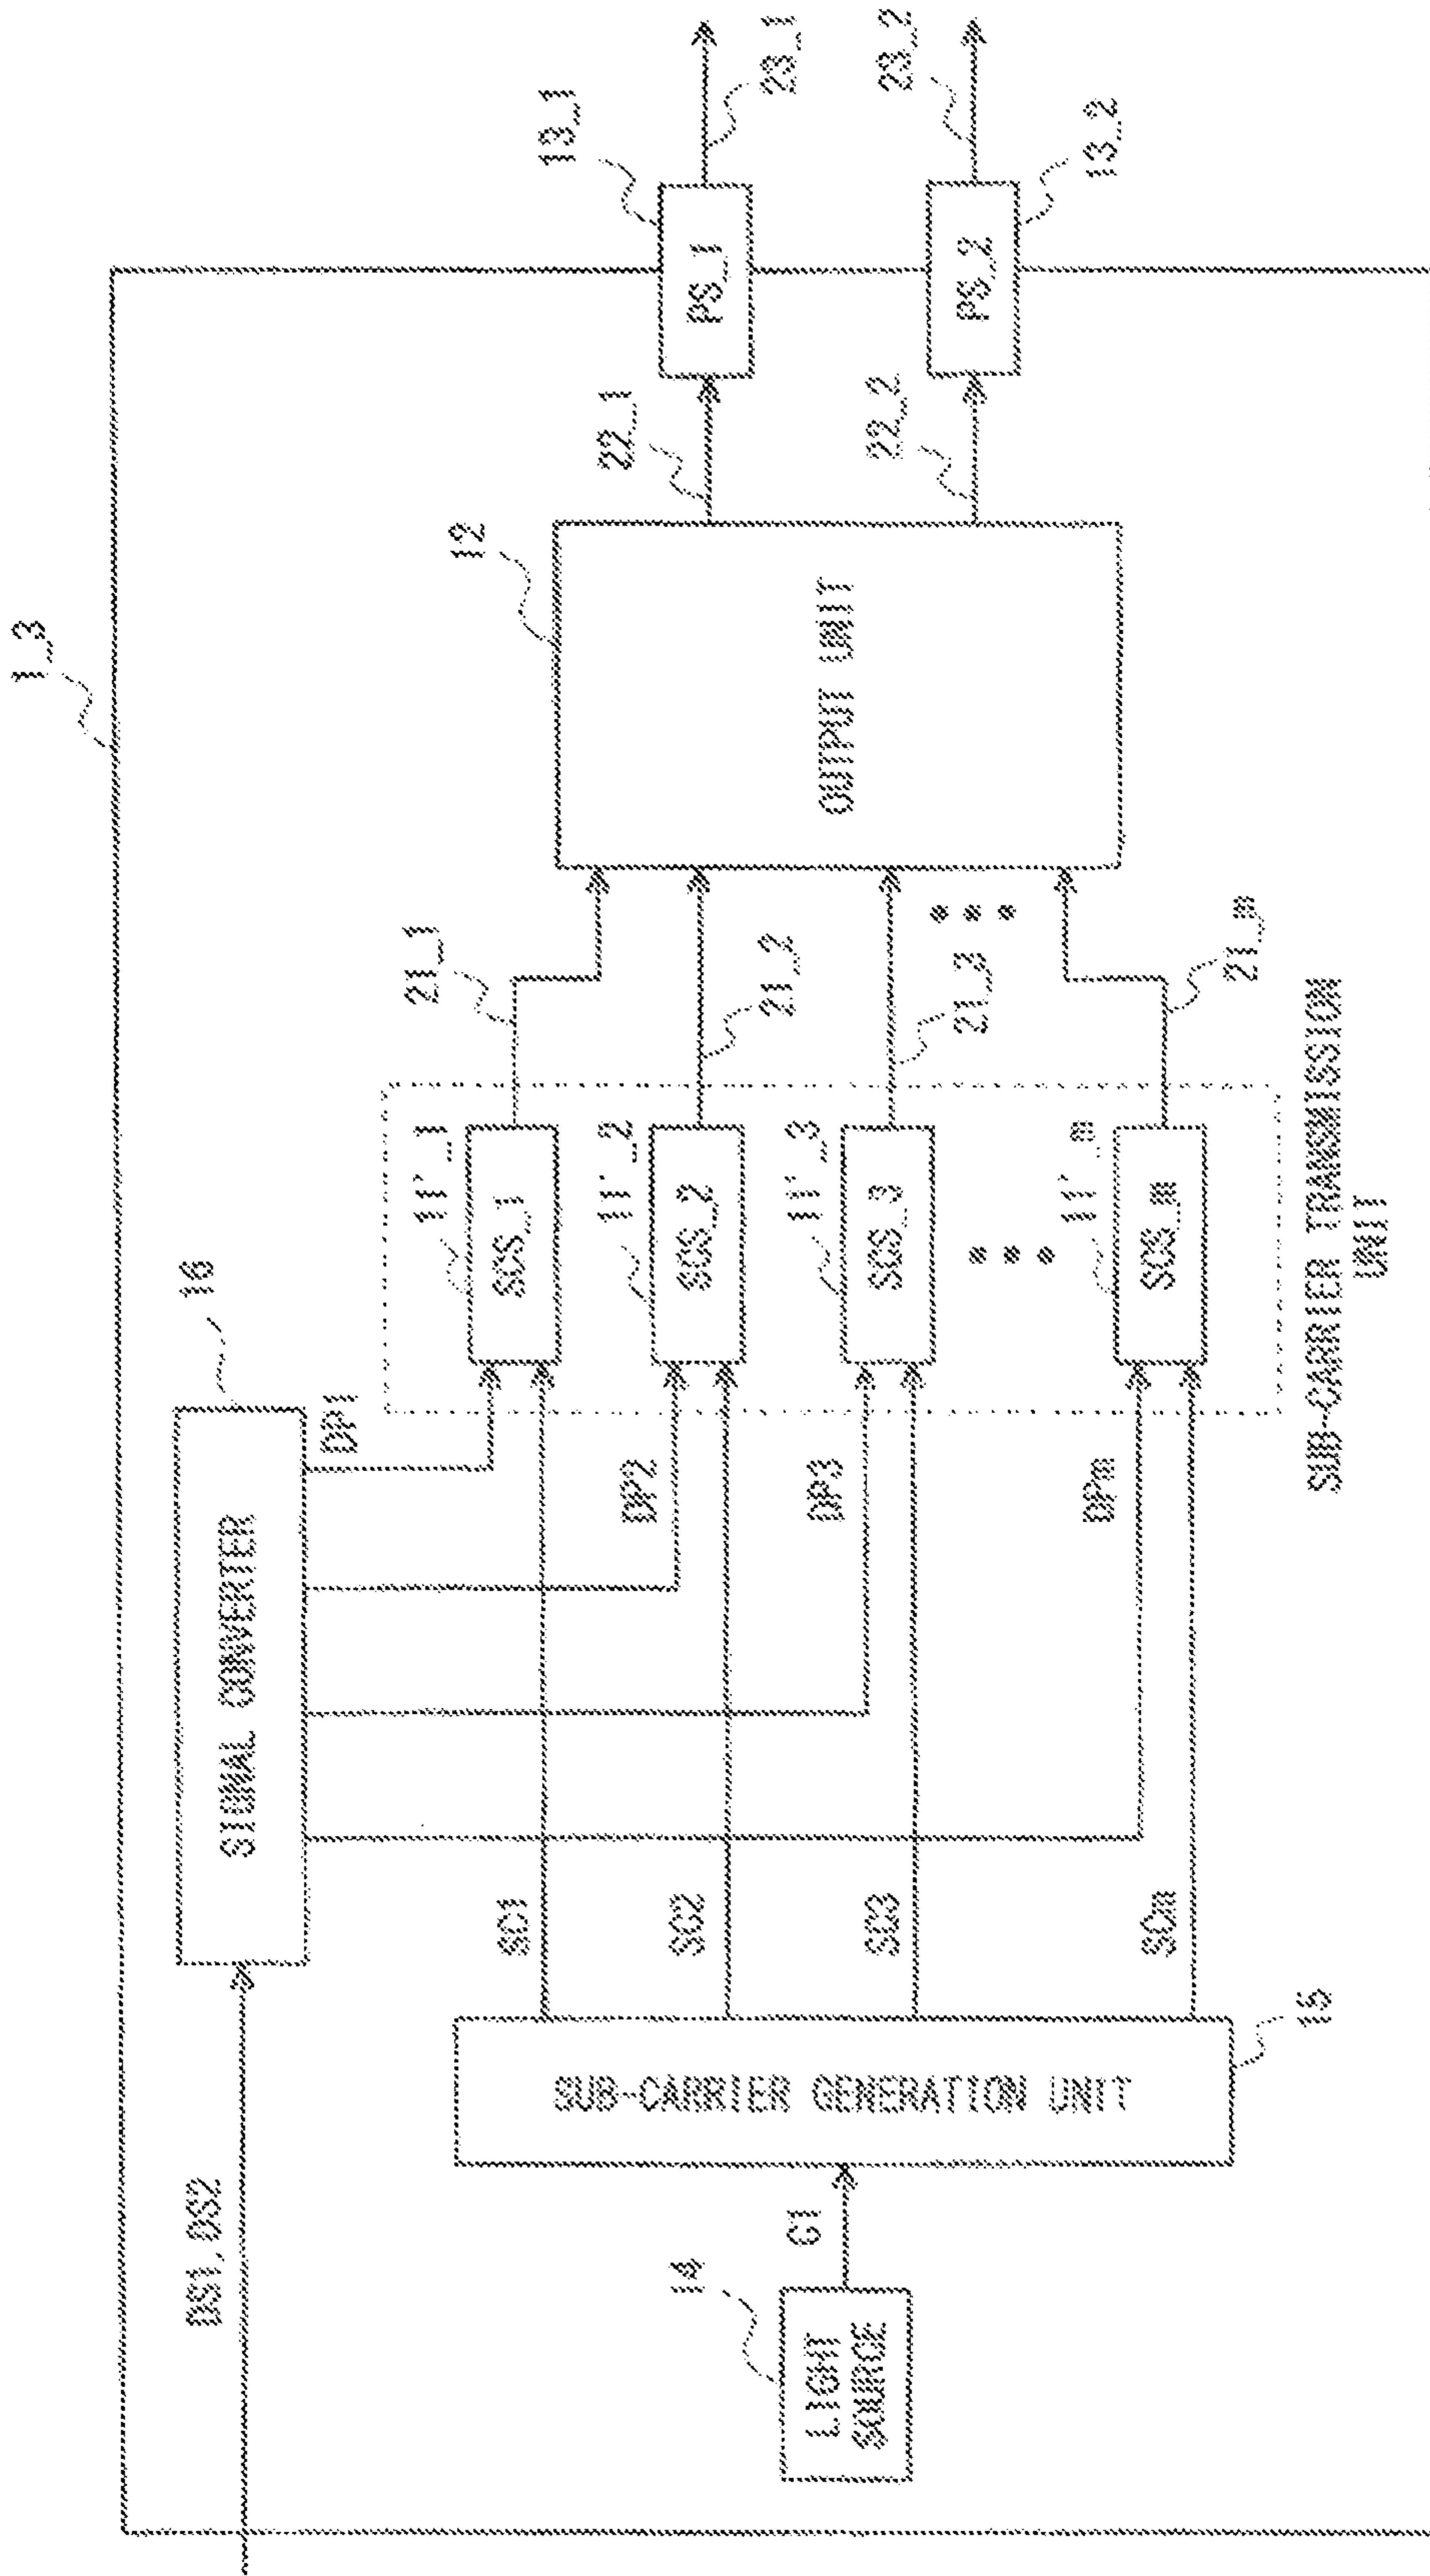 1_3
DS1, DS2
SIGNAL CONVERTER
16
DP1
DP2
DP3
DPm
14
LIGHT
SOURCE
C1
SUB-CARRIER GENERATION UNIT
15
SC1
SC2
SC3
SCm
11'_1
SCS_1
11'_2
SCS_2
11'_3
SCS_3
11'_m
SCS_m
SUB-CARRIER TRANSMISSION
UNIT
21_1
21_2
21_3
21_m
12
OUTPUT UNIT
22_1
22_2
13_1
PS_1
PS_2
13_2
23_1
23_2